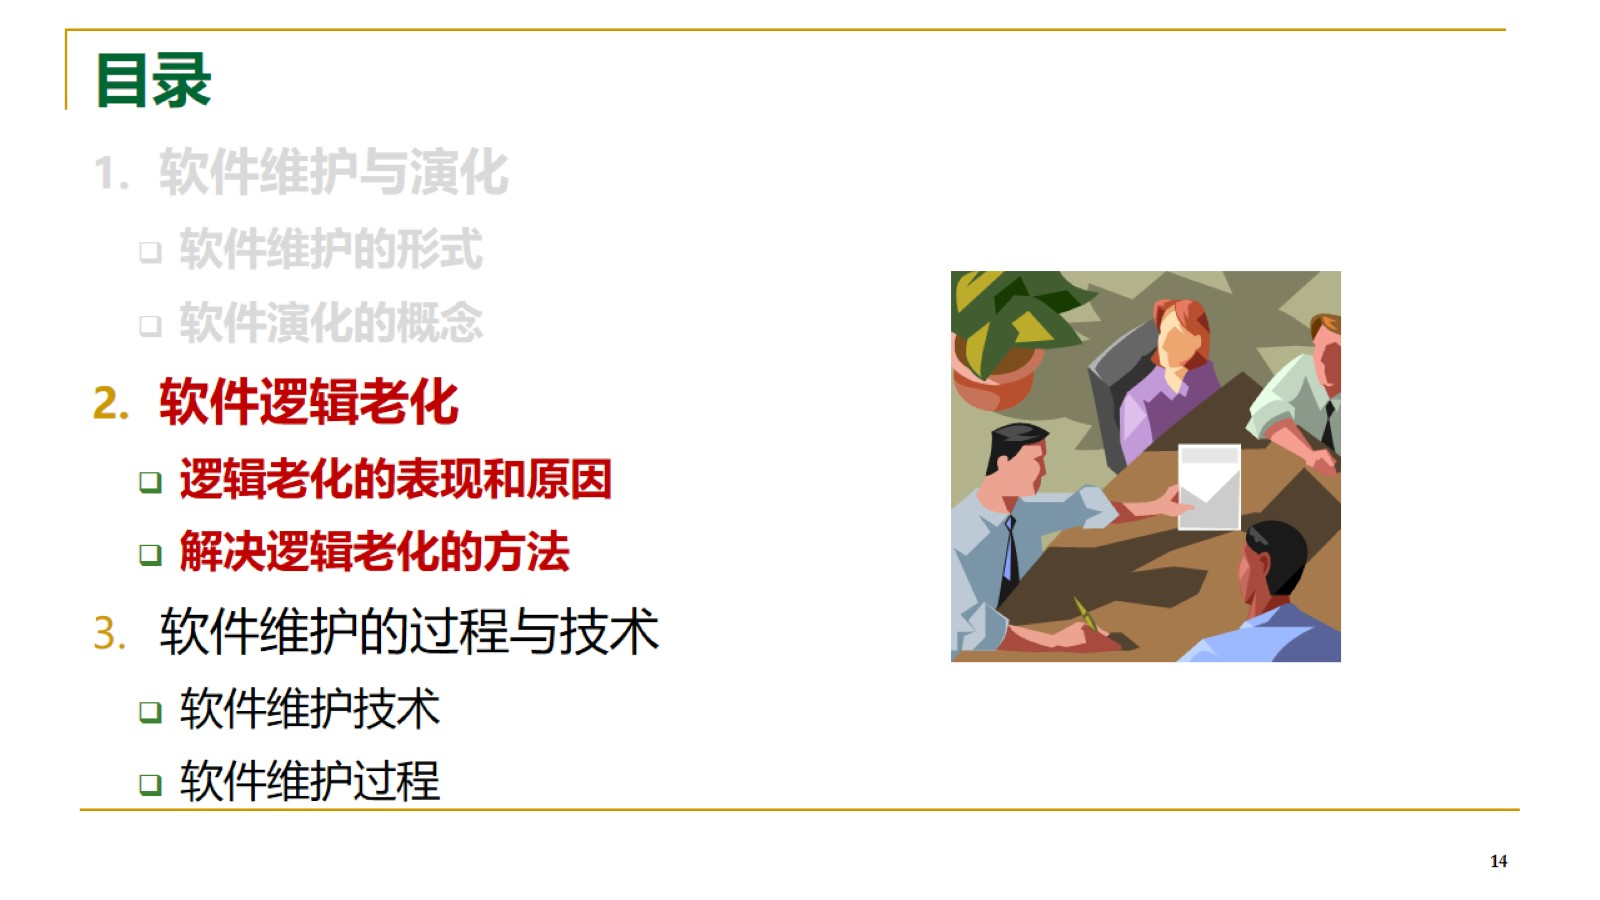 目录
1. 软件维护与演化
❑ 软件维护的形式
❑ 软件演化的概念
2. 软件逻辑老化
❑ 逻辑老化的表现和原因
❑ 解决逻辑老化的方法
3. 软件维护的过程与技术
❑ 软件维护技术
❑ 软件维护过程
14